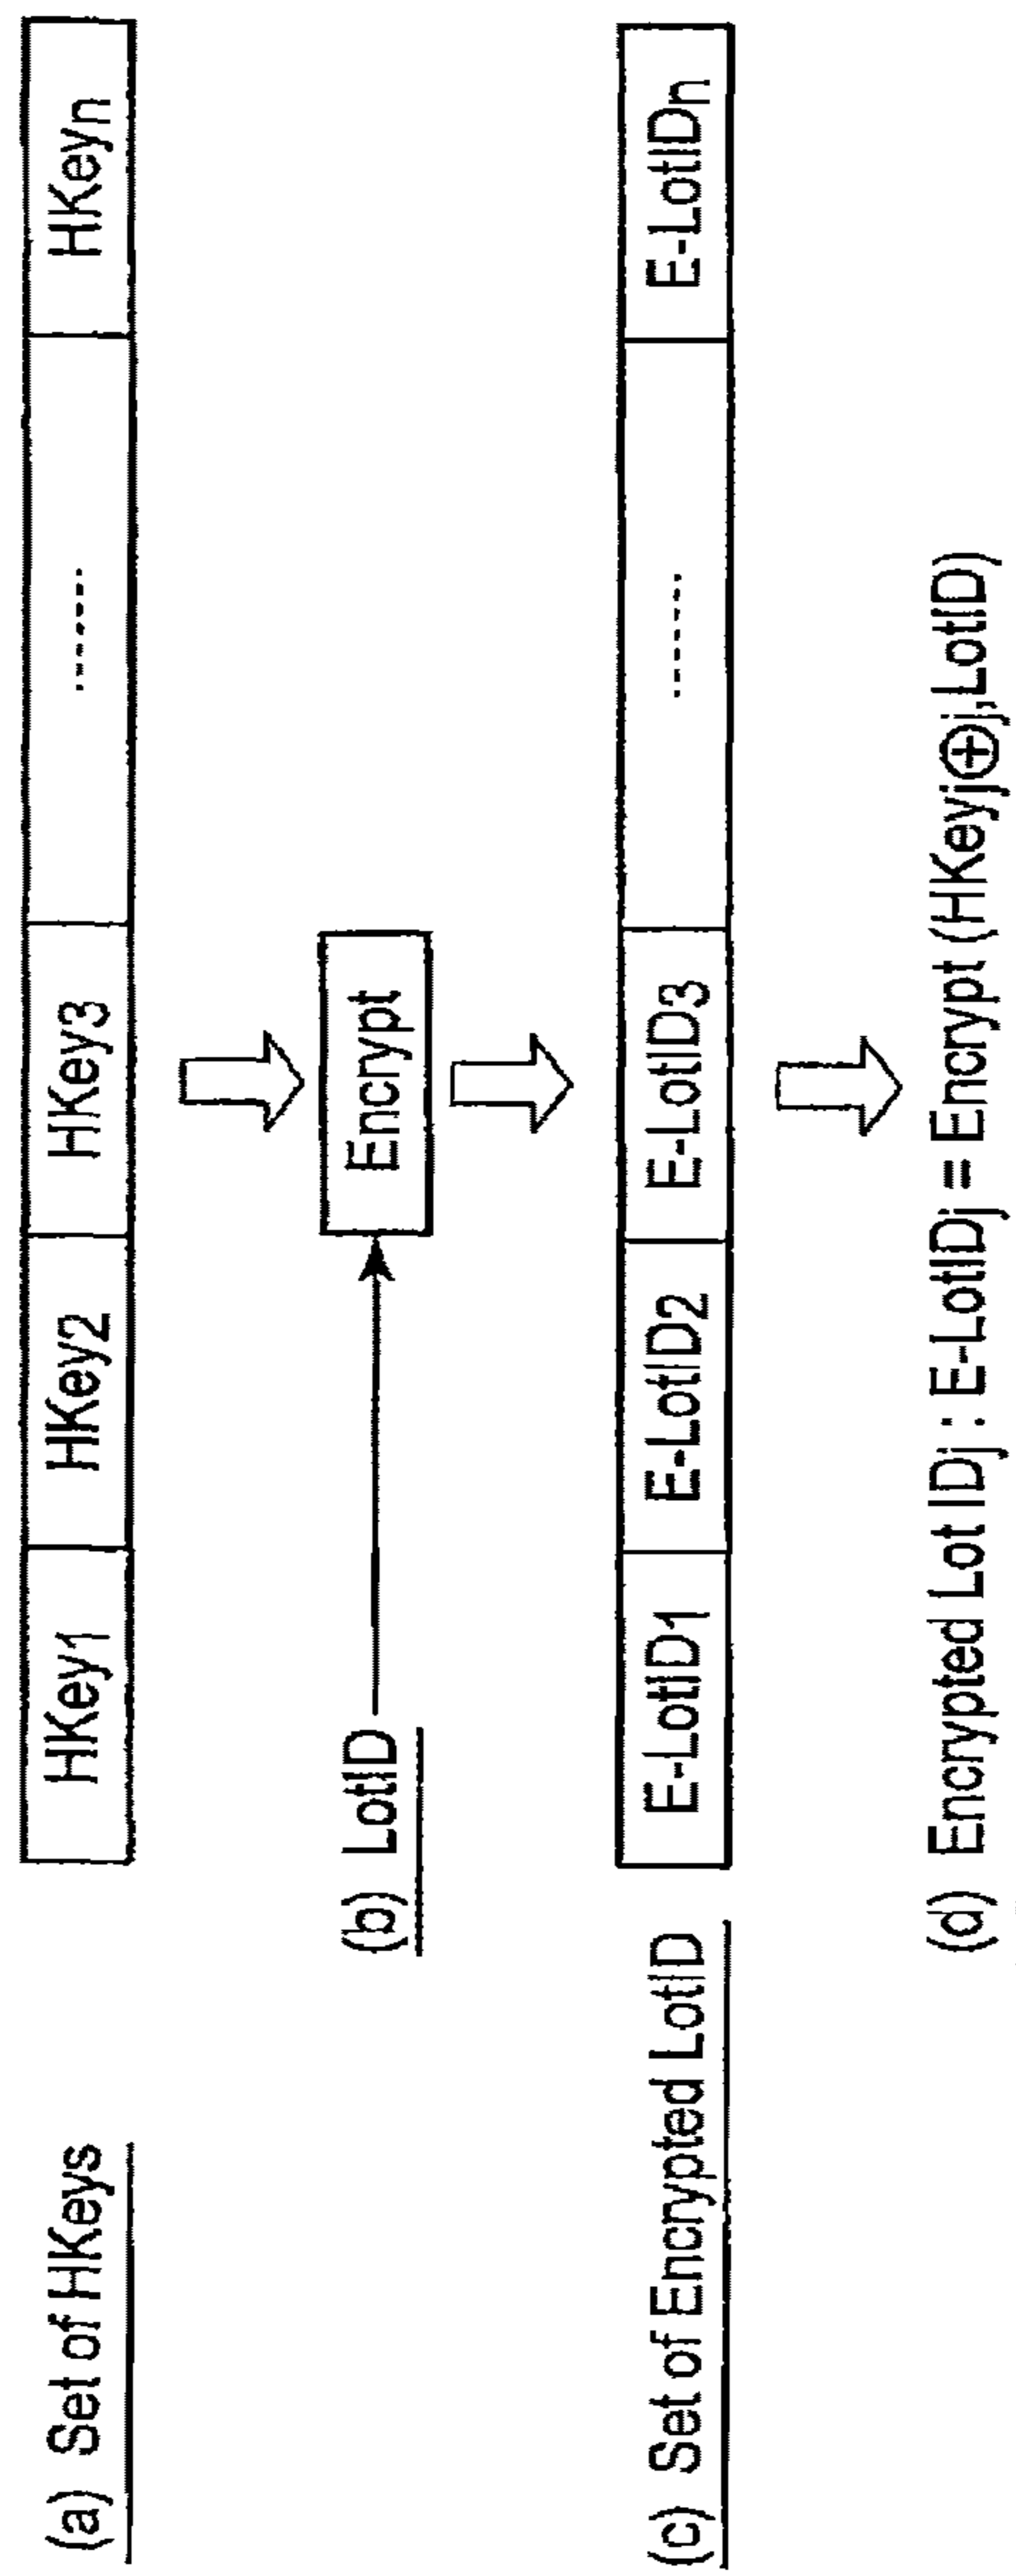 (a) Set of HKeys
HKey1 HKey2 HKey3 ....... HKeyn
(b) LotID
Encrypt
(c) Set of Encrypted LotID
E-LotID1 E-LotID2 E-LotID3 ....... E-LotIDn
(d) Encrypted Lot IDj : E-LotIDj = Encrypt (HKeyj⊕j,LotID)